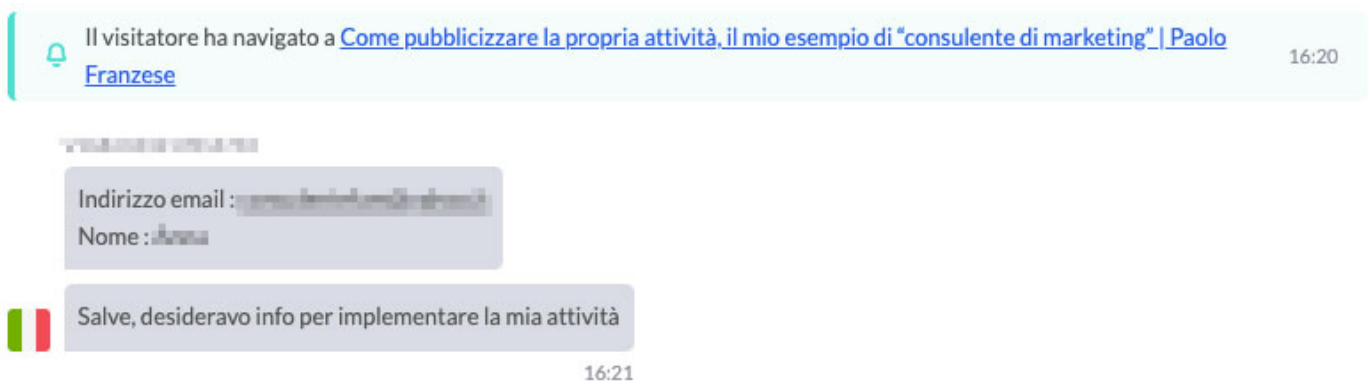 Il visitatore ha navigato a Come pubblicizzare la propria attività, il mio esempio di “consulente di marketing” | Paolo
Franzese
16:20
Indirizzo email :
Nome :
Salve, desideravo info per implementare la mia attività
16:21